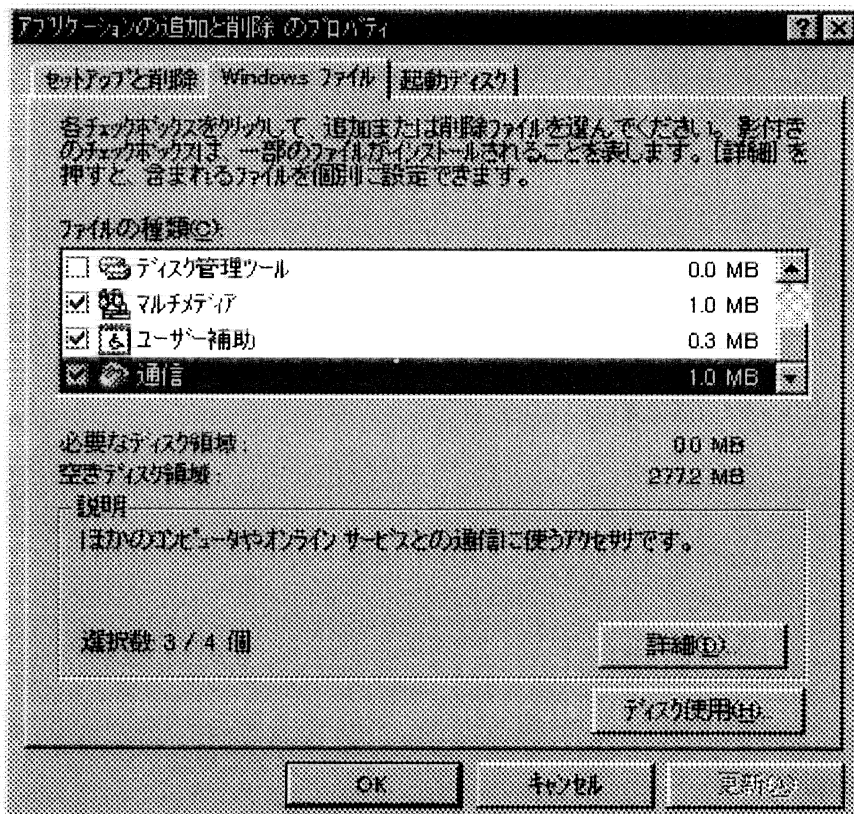 アプリケーションの追加と削除 のプロパティ
セットアップと削除 Windows ファイル 起動ディスク
各チェックボックスをクリックして、追加または削除ファイルを選んでください。影付き
のチェックボックスは、一部のファイルがインストールされることを表します。[詳細] を
押すと、含まれるファイルを個別に設定できます。
ファイルの種類(C):
ディスク管理ツール 0.0 MB
マルチメディア 1.0 MB
ユーザー補助 0.3 MB
通信 1.0 MB
必要なディスク領域: 0.0 MB
空きディスク領域: 277.2 MB
説明
ほかのコンピュータやオンライン サービスとの通信に使うアクセサリです。
選択数 3 / 4 個
詳細(D)...
ディスク使用(H)...
OK キャンセル 更新(A)